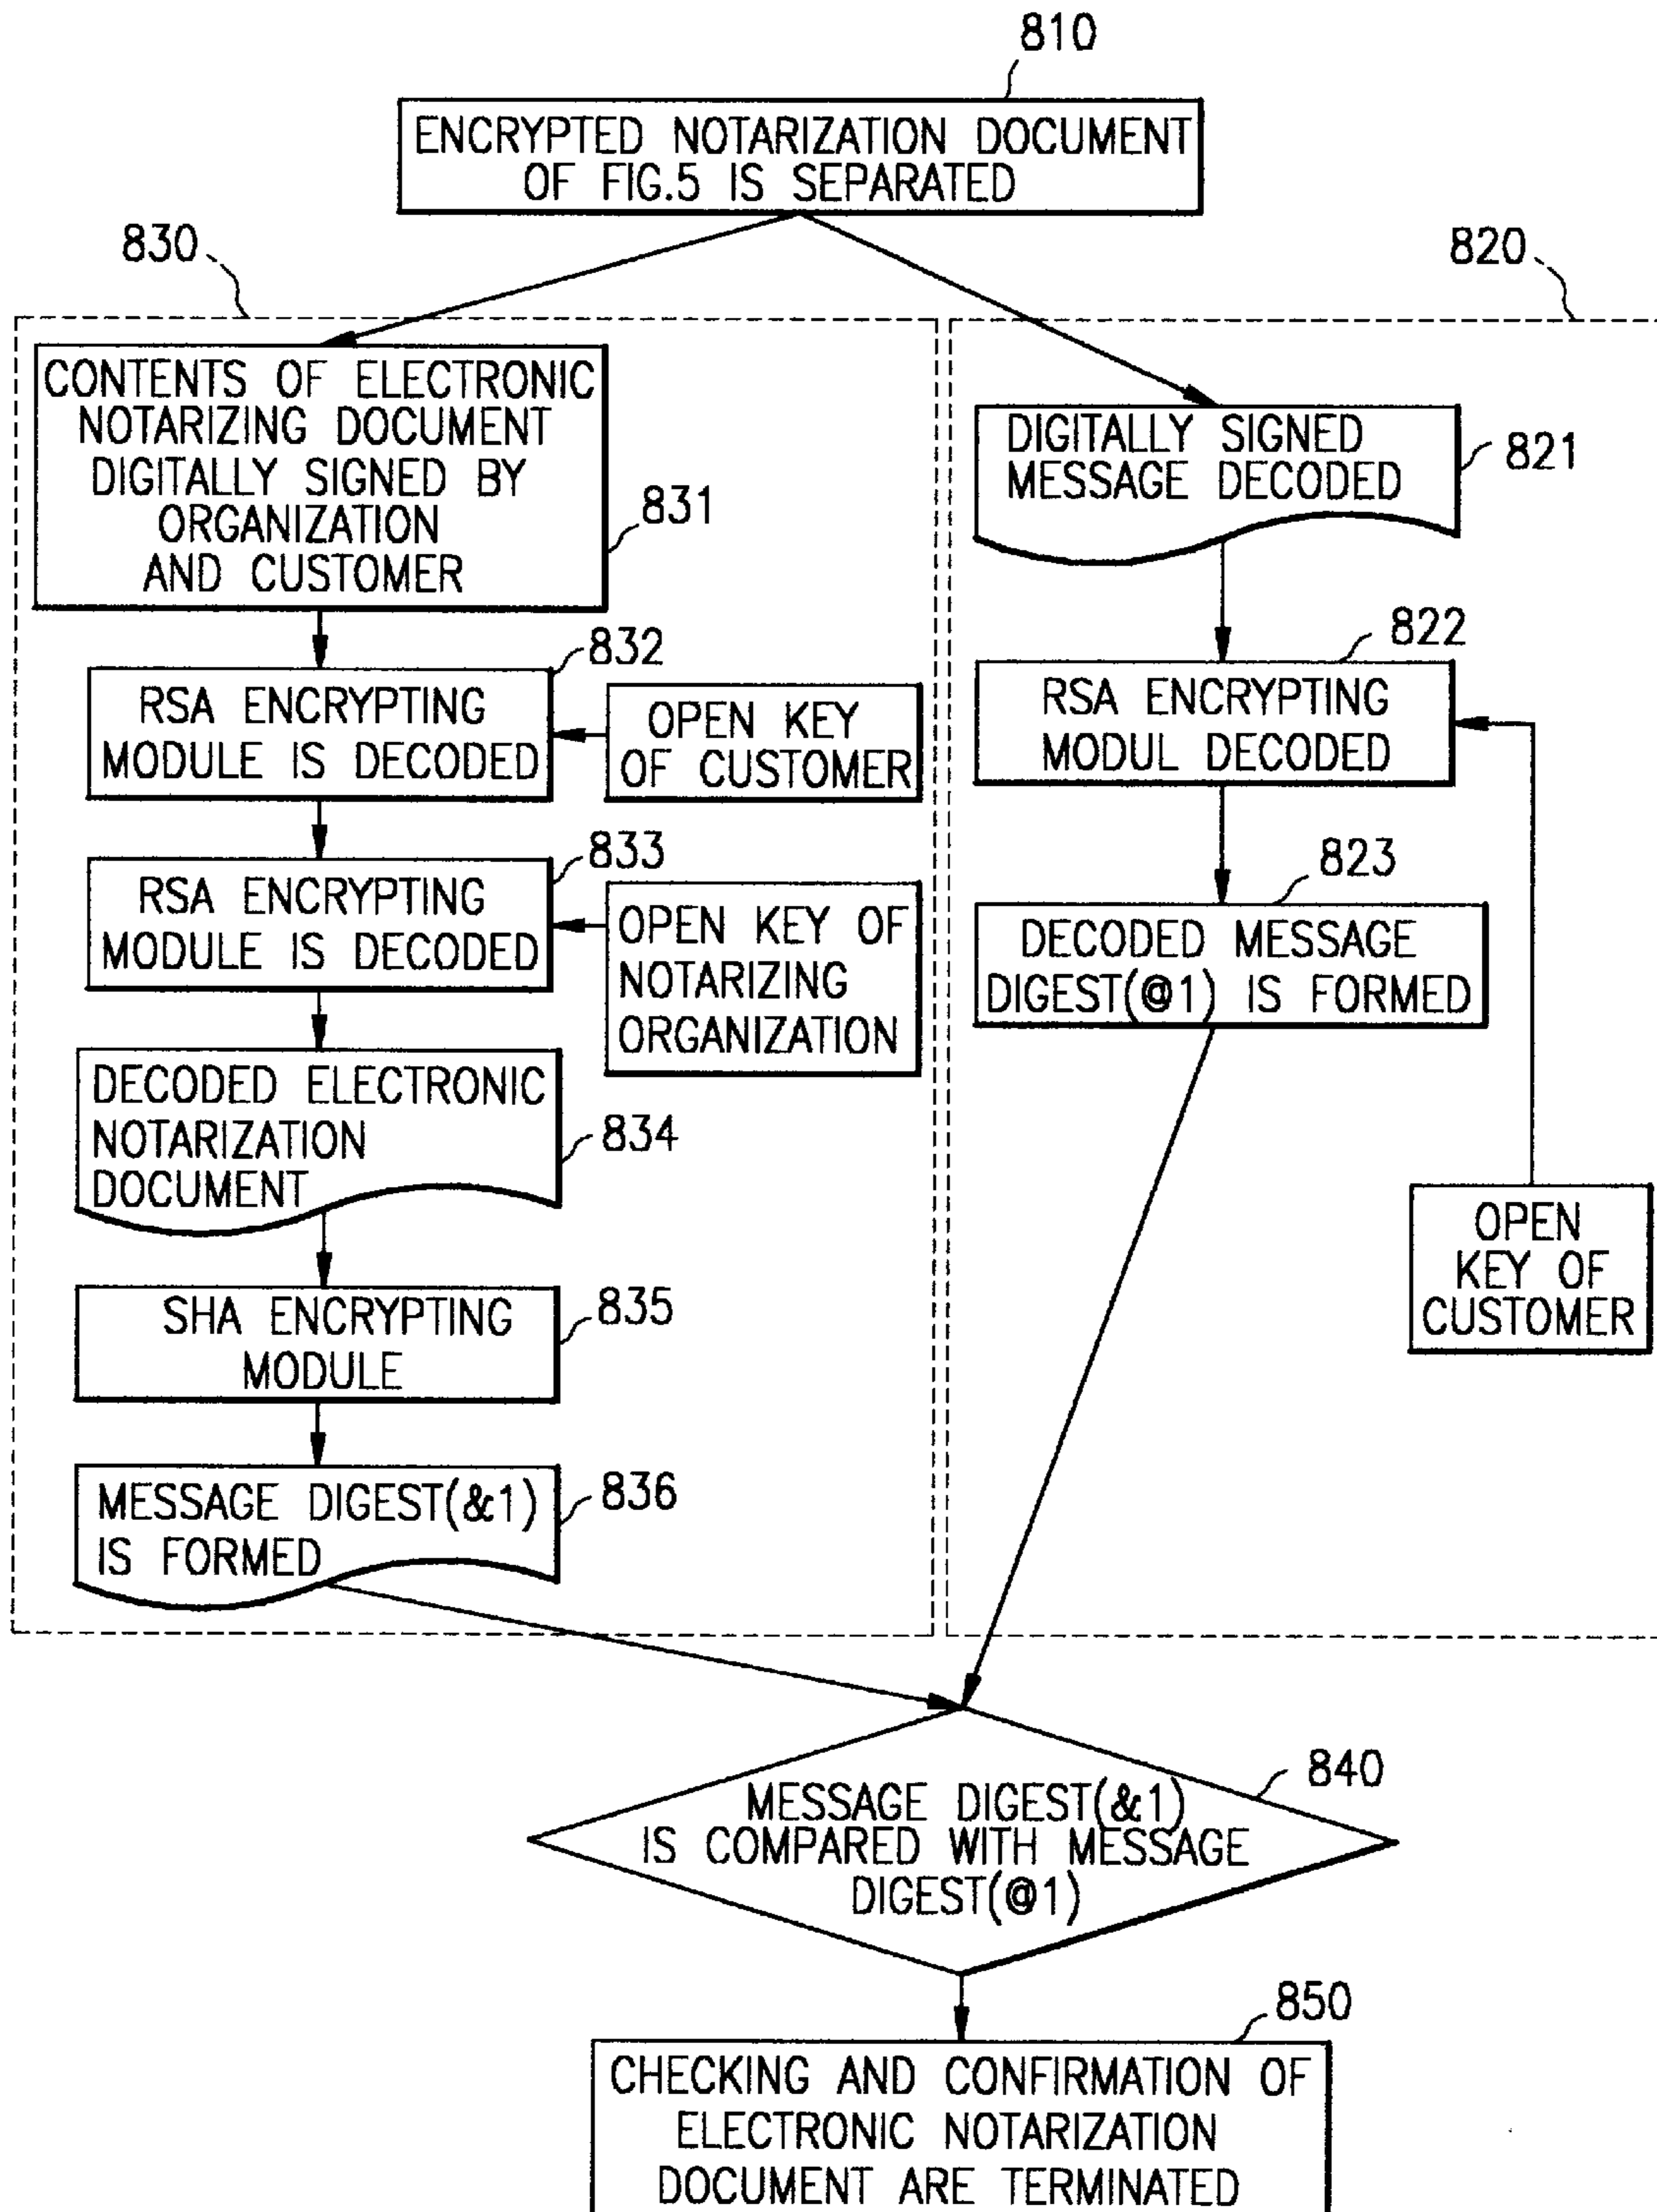 810
ENCRYPTED NOTARIZATION DOCUMENT
OF FIG.5 IS SEPARATED
830
820
CONTENTS OF ELECTRONIC
NOTARIZING DOCUMENT
DIGITALLY SIGNED BY
ORGANIZATION
AND CUSTOMER
831
832
RSA ENCRYPTING
MODULE IS DECODED
OPEN KEY
OF CUSTOMER
833
RSA ENCRYPTING
MODULE IS DECODED
OPEN KEY OF
NOTARIZING
ORGANIZATION
DECODED ELECTRONIC
NOTARIZATION
DOCUMENT
834
SHA ENCRYPTING
MODULE
835
MESSAGE DIGEST(&1)
IS FORMED
836
DIGITALLY SIGNED
MESSAGE DECODED
821
822
RSA ENCRYPTING
MODUL DECODED
823
DECODED MESSAGE
DIGEST(@1) IS FORMED
OPEN
KEY OF
CUSTOMER
840
MESSAGE DIGEST(&1)
IS COMPARED WITH MESSAGE
DIGEST(@1)
850
CHECKING AND CONFIRMATION OF
ELECTRONIC NOTARIZATION
DOCUMENT ARE TERMINATED